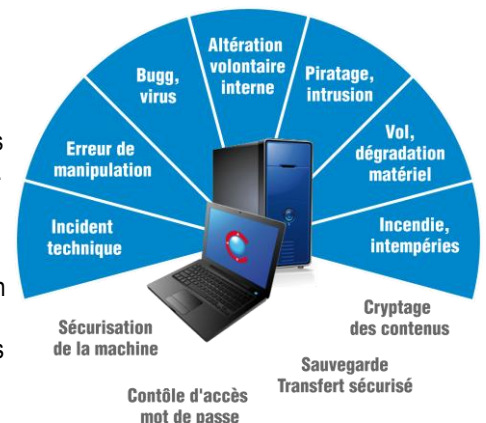 Altération
volontaire
interne
Bugg,
virus
Piratage,
intrusion
Erreur de
manipulation
Vol,
dégradation
matériel
Incident
technique
Incendie,
intempéries
s
n
s
Sécurisation
de la machine
Cryptage
des contenus
Sauvegarde
Transfert sécurisé
Contôle d'accès
mot de passe